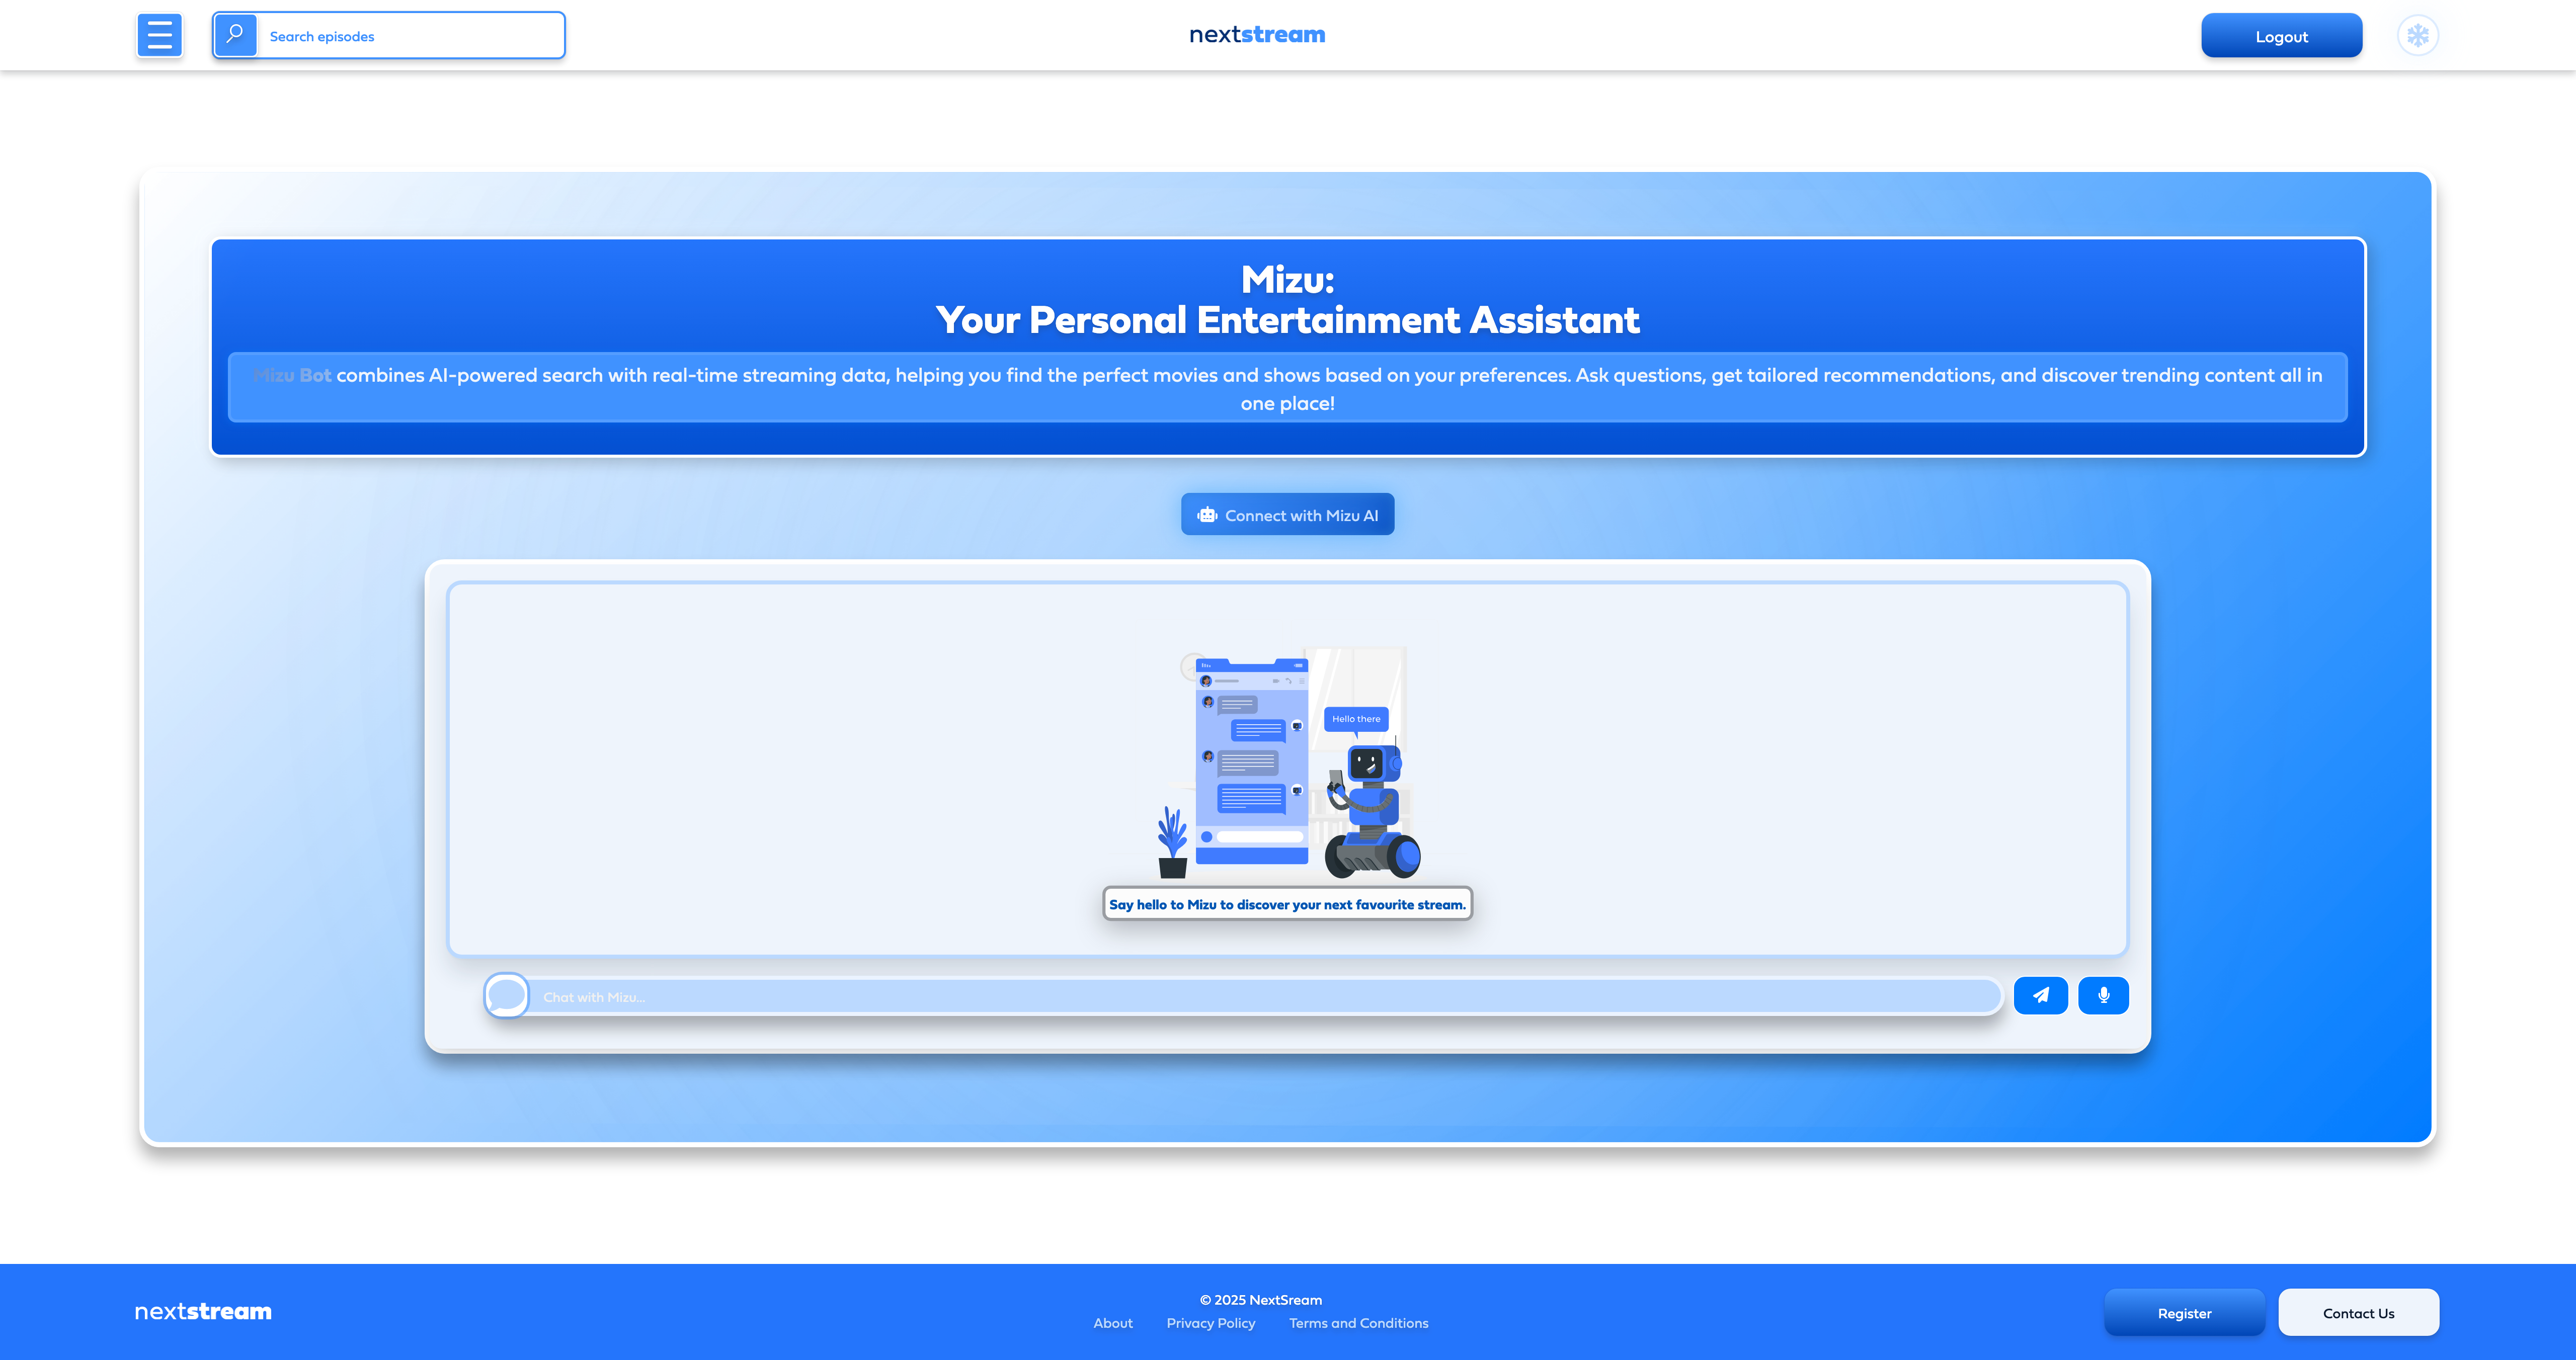 Search episodes
nextstream
Logout
Mizu:
Your Personal Entertainment Assistant
Mizu Bot combines AI-powered search with real-time streaming data, helping you find the perfect movies and shows based on your preferences. Ask questions, get tailored recommendations, and discover trending content all in
one place!
Connect with Mizu AI
Hello there
Say hello to Mizu to discover your next favourite stream.
Chat with Mizu...
nextstream
© 2025 NextSream
About Privacy Policy Terms and Conditions
Register
Contact Us